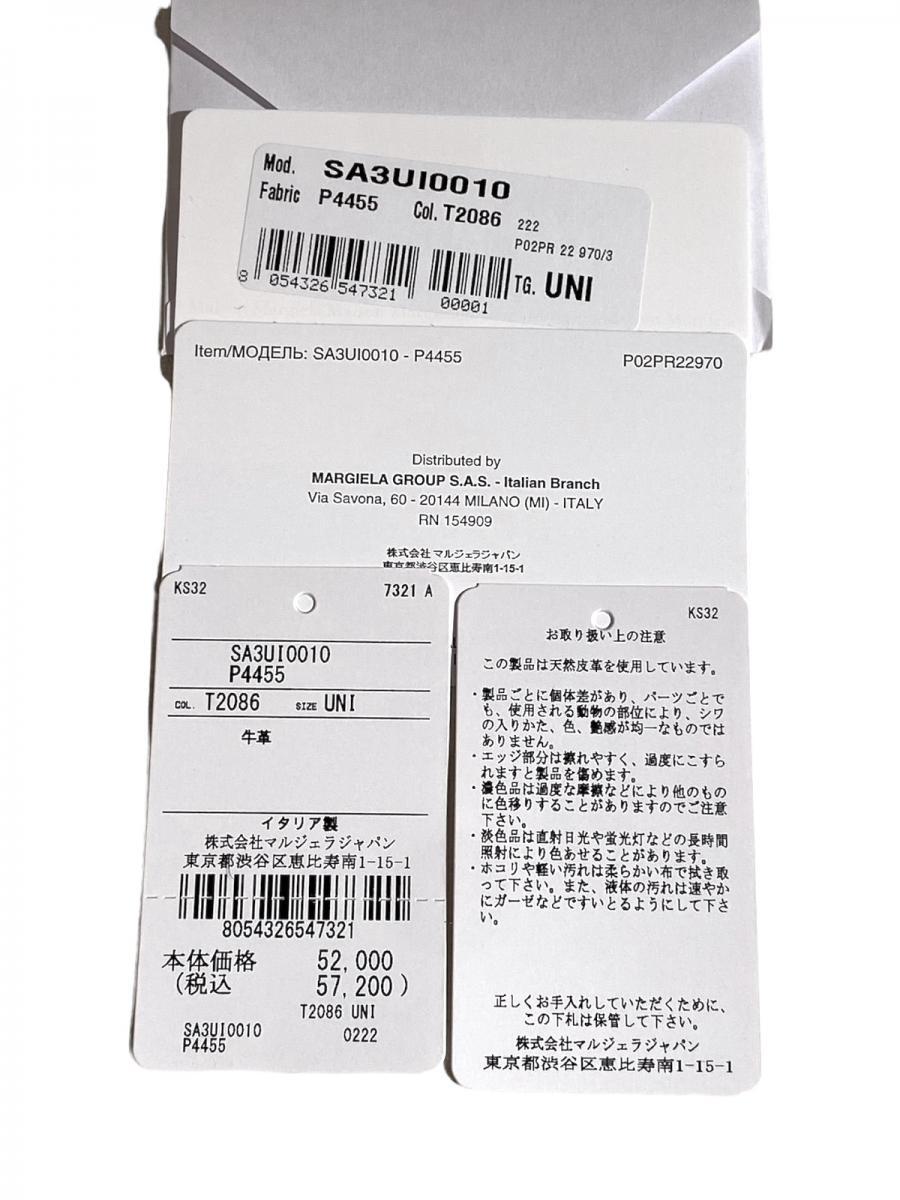 Mod. SA3UI0010
Fabric P4455 Col. T2086 222
P02PR 22 970/3
8 054326 547321 00001 TG. UNI
Item/МОДЕЛЬ: SA3UI0010 - P4455 P02PR22970
Distributed by
MARGIELA GROUP S.A.S. - Italian Branch
Via Savona, 60 - 20144 MILANO (MI) - ITALY
RN 154909
株式会社 マルジェラジャパン
東京都渋谷区恵比寿南1-15-1
KS32 7321 A
SA3UI0010
P4455
COL. T2086 SIZE UNI
牛革
イタリア製
株式会社マルジェラジャパン
東京都渋谷区恵比寿南1-15-1
8054326547321
本体価格 52,000
(税込 57,200)
T2086 UNI
SA3UI0010 0222
P4455
KS32
お取り扱い上の注意
この製品は天然皮革を使用しています。
・製品ごとに個体差があり、パーツごとで
も、使用される動物の部位により、シワ
の入りかた、色、艶感が均一なものでは
ありません。
・エッジ部分は擦れやすく、過度にこすら
れますと製品を傷めます。
・濃色品は過度な摩擦などにより他のもの
に色移りすることがありますのでご注意
下さい。
・淡色品は直射日光や蛍光灯などの長時間
照射により色あせることがあります。
・ホコリや軽い汚れは柔らかい布で拭き取
って下さい。また、液体の汚れは速やか
にガーゼなどですいとるようにして下さ
い。
正しくお手入れしていただくために、
この下札は保管して下さい。
株式会社マルジェラジャパン
東京都渋谷区恵比寿南1-15-1